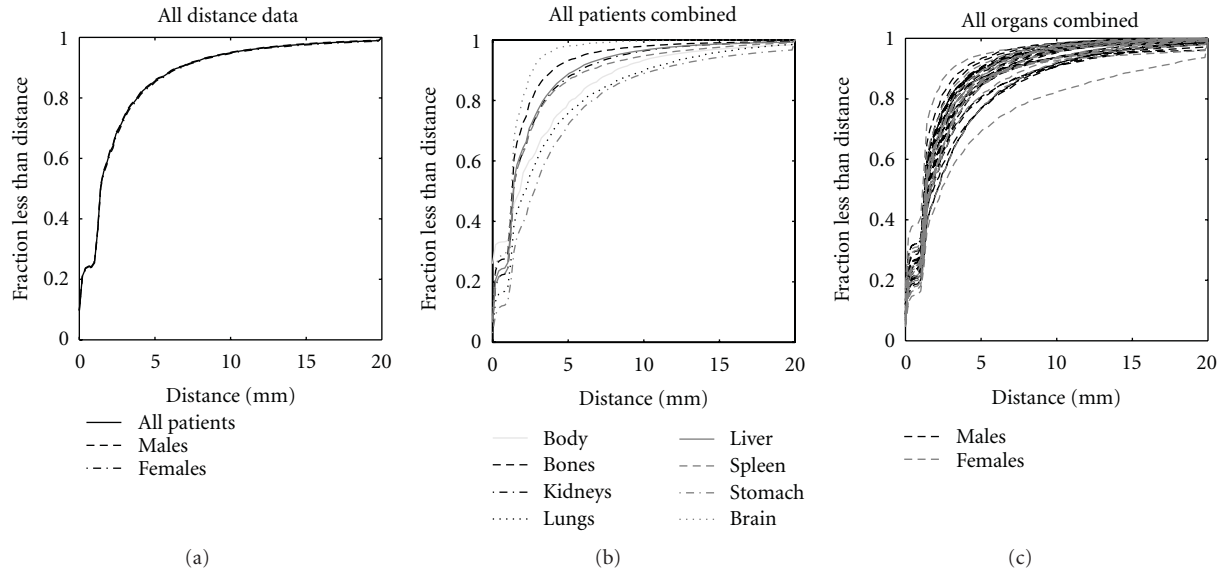 All distance data
1
0.8
0.6
0.4
0.2
0
Fraction less than distance
0 5 10 15 20
Distance (mm)
All patients
Males
Females
(a)
All patients combined
1
0.8
0.6
0.4
0.2
0
Fraction less than distance
0 5 10 15 20
Distance (mm)
Body
Bones
Kidneys
Lungs
Liver
Spleen
Stomach
Brain
(b)
All organs combined
1
0.8
0.6
0.4
0.2
0
Fraction less than distance
0 5 10 15 20
Distance (mm)
Males
Females
(c)